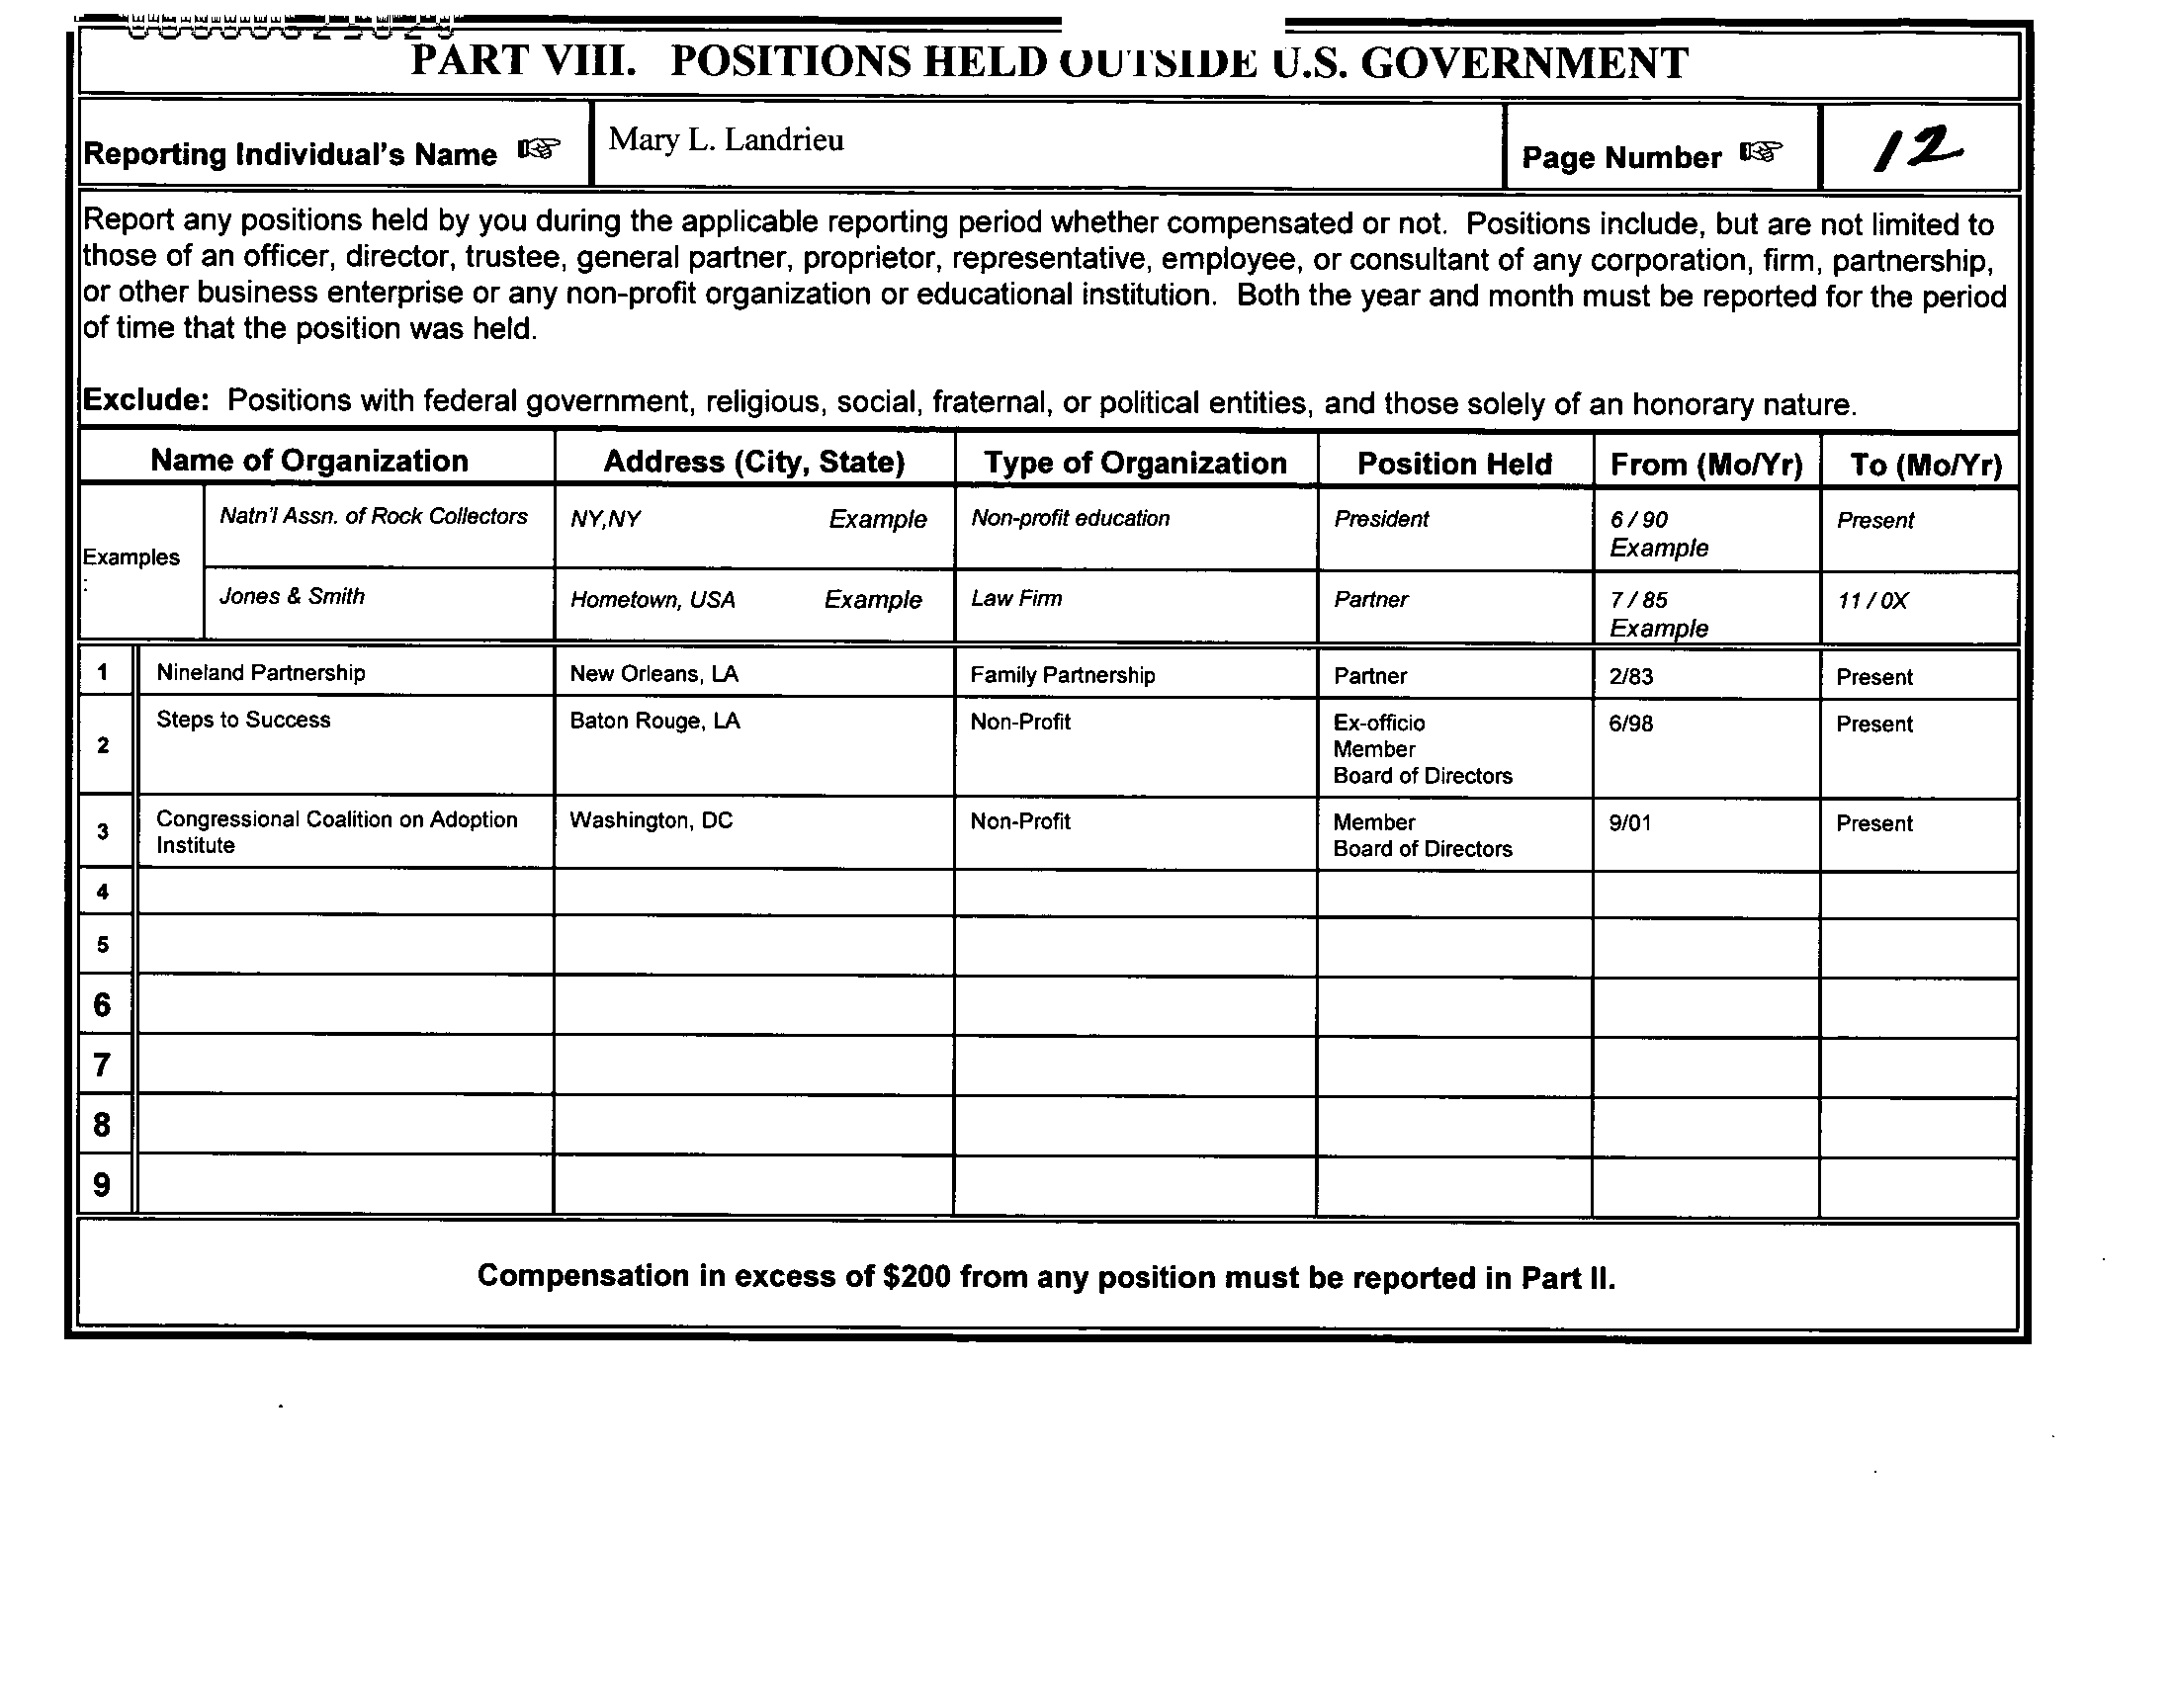 PART VIII. POSITIONS HELD OUTSIDE U.S. GOVERNMENT
Reporting Individual's Name ☞ Mary L. Landrieu Page Number ☞ 12
Report any positions held by you during the applicable reporting period whether compensated or not. Positions include, but are not limited to
those of an officer, director, trustee, general partner, proprietor, representative, employee, or consultant of any corporation, firm, partnership,
or other business enterprise or any non-profit organization or educational institution. Both the year and month must be reported for the period
of time that the position was held.
Exclude: Positions with federal government, religious, social, fraternal, or political entities, and those solely of an honorary nature.
Name of Organization Address (City, State) Type of Organization Position Held From (Mo/Yr) To (Mo/Yr)
Examples
:
Natn'l Assn. of Rock Collectors NY,NY Example Non-profit education President 6 / 90 Present
Example
Jones & Smith Hometown, USA Example Law Firm Partner 7 / 85 11 / 0X
Example
1 Nineland Partnership New Orleans, LA Family Partnership Partner 2/83 Present
2 Steps to Success Baton Rouge, LA Non-Profit Ex-officio 6/98 Present
Member
Board of Directors
3 Congressional Coalition on Adoption Washington, DC Non-Profit Member 9/01 Present
Institute Board of Directors
4
5
6
7
8
9
Compensation in excess of $200 from any position must be reported in Part II.